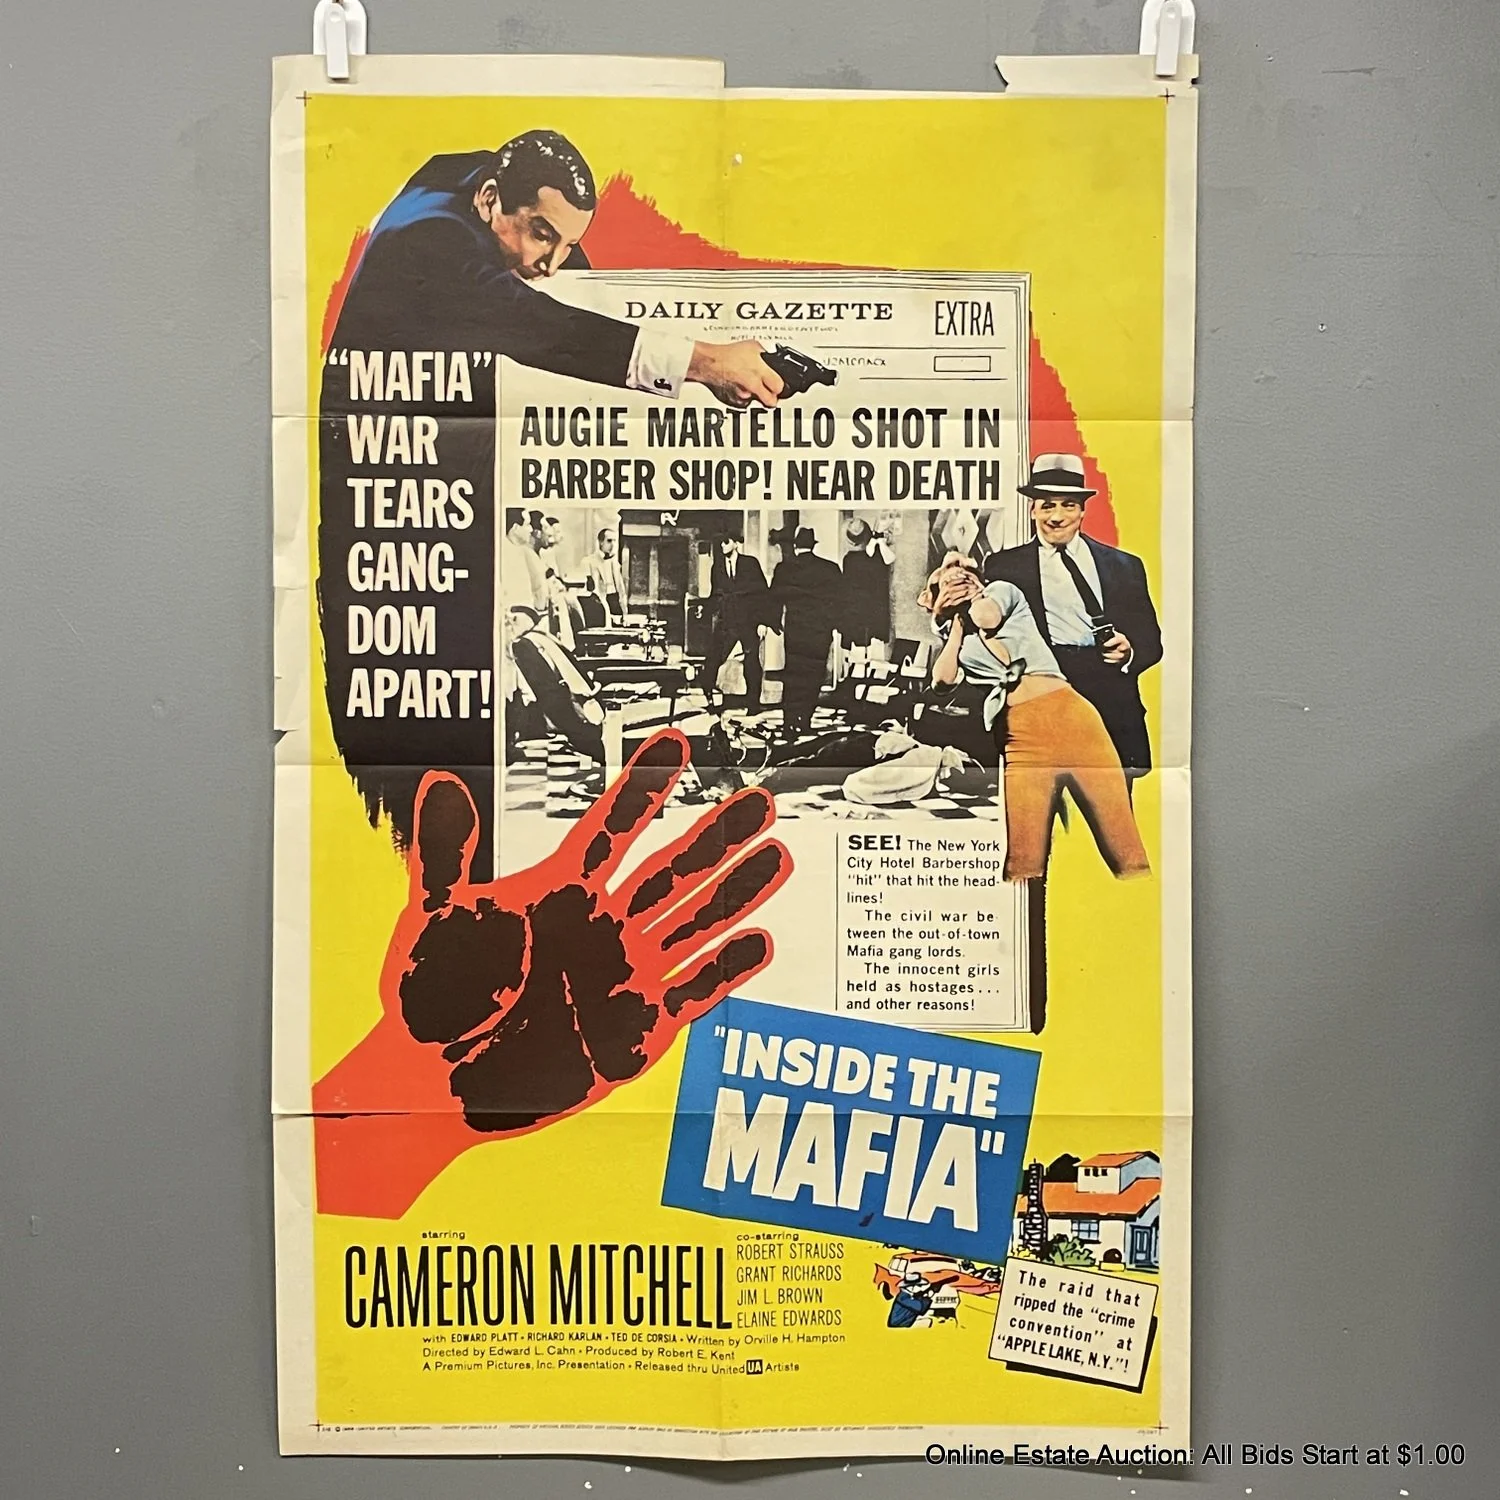 DAILY GAZETTE
EXTRA
"MAFIA"
WAR
TEARS
GANG-
DOM
APART!
AUGIE MARTELLO SHOT IN
BARBER SHOP! NEAR DEATH
SEE! The New York
City Hotel Barbershop
"hit" that hit the head-
lines!
The civil war be-
tween the out-of-town
Mafia gang lords.
The innocent girls
held as hostages...
and other reasons!
"INSIDE THE
MAFIA"
starring
CAMERON MITCHELL
co-starring
ROBERT STRAUSS
GRANT RICHARDS
JIM L. BROWN
ELAINE EDWARDS
with EDWARD PLATT • RICHARD KARLAN • TED DE CORSIA • Written by Orville H. Hampton
Directed by Edward L. Cahn • Produced by Robert E. Kent
A Premium Pictures, Inc. Presentation • Released thru United UA Artists
The raid that
ripped the "crime
convention" at
"APPLE LAKE, N.Y."!
Online Estate Auction: All Bids Start at $1.00